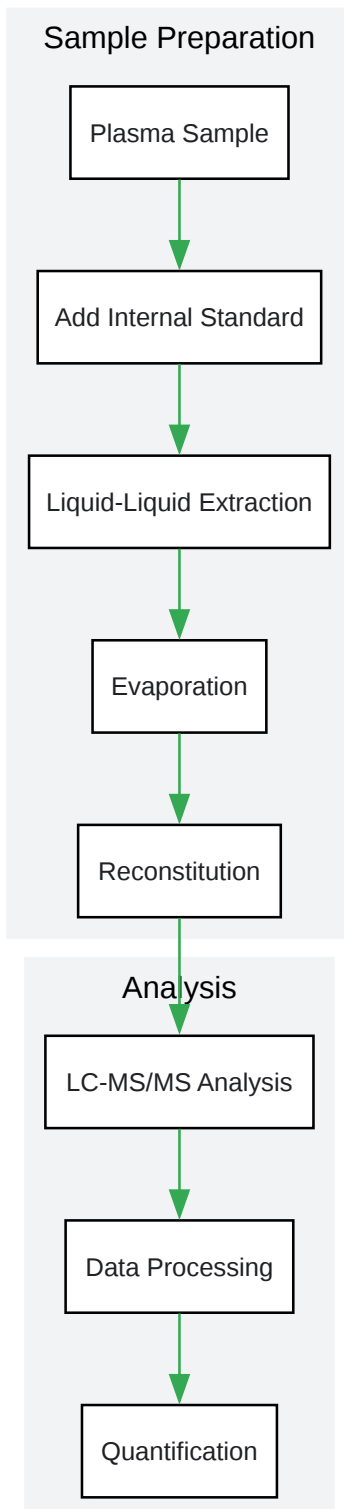 Sample Preparation
Plasma Sample
Add Internal Standard
Liquid-Liquid Extraction
Evaporation
Reconstitution
Analysis
LC-MS/MS Analysis
Data Processing
Quantification